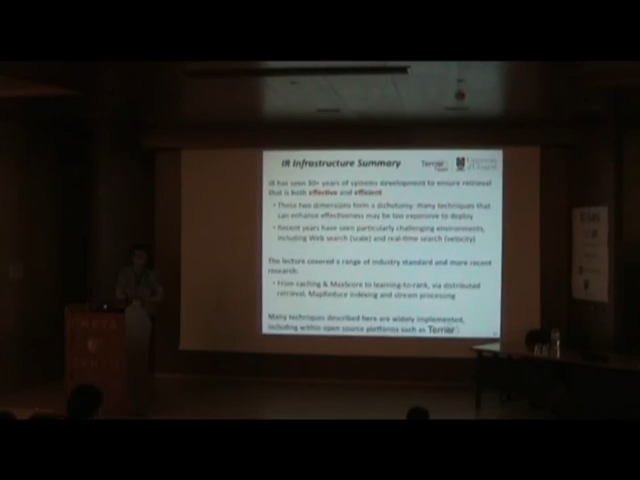 IR Infrastructure Summary
Terrier
University of Glasgow
IR has seen 30+ years of systems development to ensure retrieval
that is both effective and efficient
• These two dimensions form a dichotomy: many techniques that
can enhance effectiveness may be too expensive to deploy
• Recent years have seen particularly challenging environments,
including Web search (scale) and real-time search (velocity)
The lecture covered a range of industry standard and more recent
research:
• From caching & MaxScore to learning-to-rank, via distributed
retrieval, MapReduce indexing and stream processing
Many techniques described here are widely implemented,
including within open source platforms such as Terrier